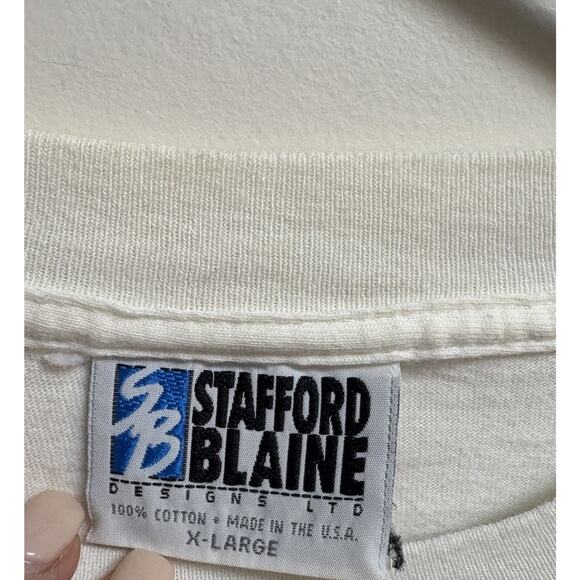 SB
STAFFORD
BLAINE
DESIGNS LTD
100% COTTON • MADE IN THE U.S.A.
X-LARGE